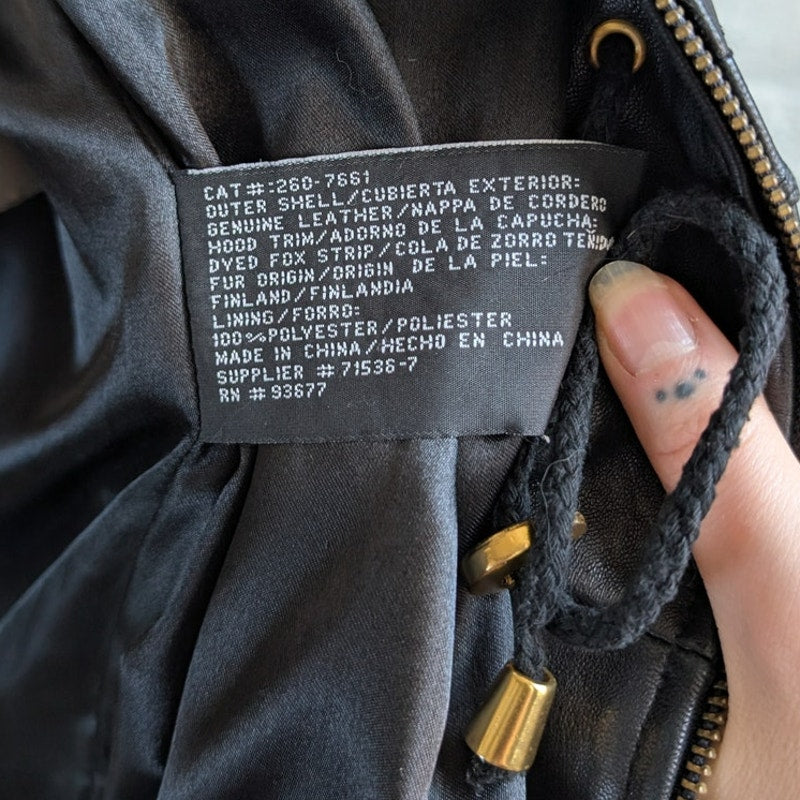 CAT#:260-7661
OUTER SHELL/CUBIERTA EXTERIOR:
GENUINE LEATHER/NAPPA DE CORDERO
HOOD TRIM/ADORNO DE LA CAPUCHA:
DYED FOX STRIP/COLA DE ZORRO TENIDA
FUR ORIGIN/ORIGIN DE LA PIEL:
FINLAND/FINLANDIA
LINING/FORRO:
100%POLYESTER/POLIESTER
MADE IN CHINA/HECHO EN CHINA
SUPPLIER #71536-7
RN #93677